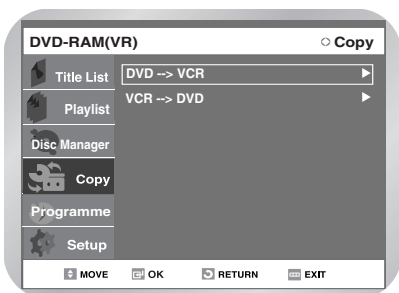 DVD-RAM(VR)
Copy
Title List
DVD --> VCR
Playlist
VCR --> DVD
Disc Manager
Copy
Programme
Setup
MOVE OK RETURN EXIT